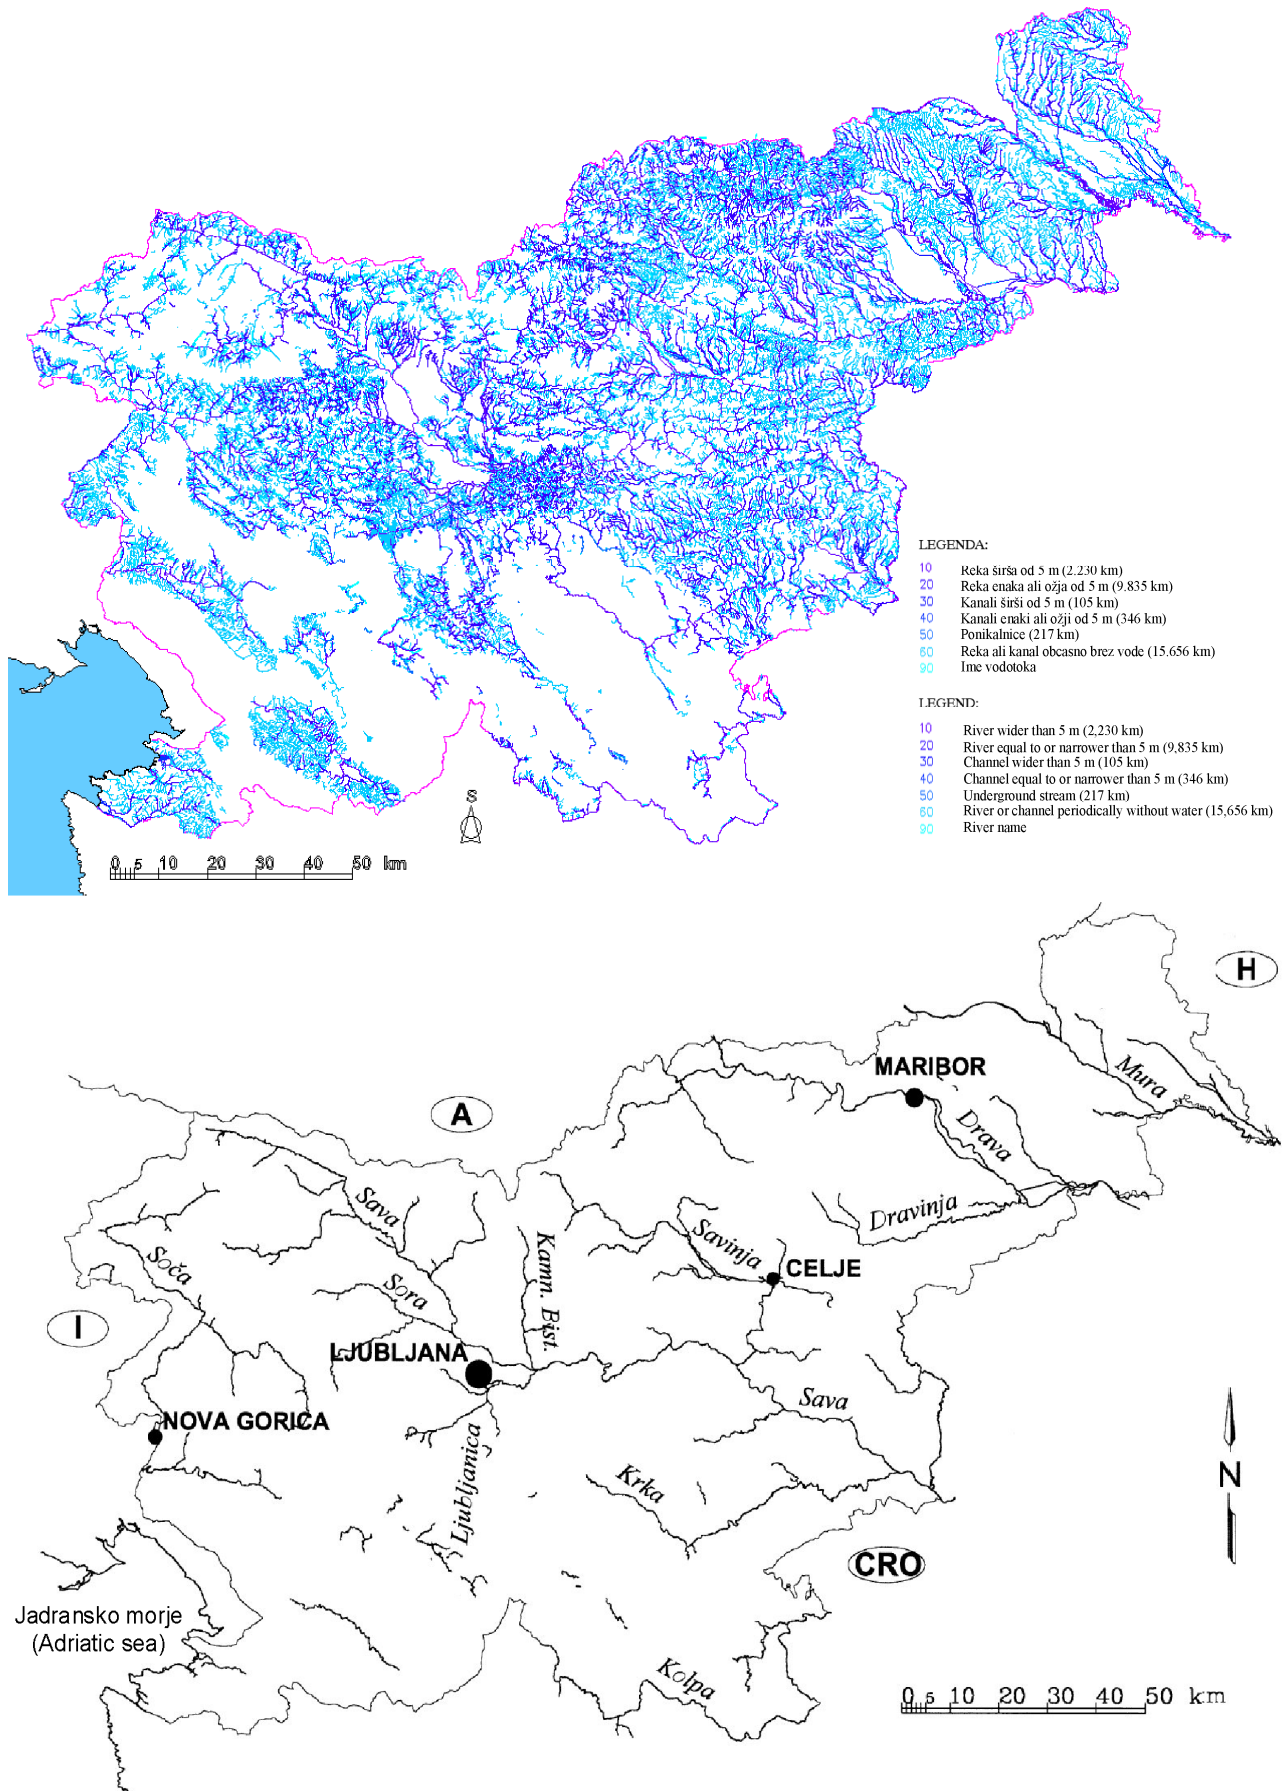 LEGENDA:
10 Reka širša od 5 m (2.230 km)
20 Reka enaka ali ožja od 5 m (9.835 km)
30 Kanali širši od 5 m (105 km)
40 Kanali enaki ali ožji od 5 m (346 km)
50 Ponikalnice (217 km)
60 Reka ali kanal obcasno brez vode (15.656 km)
90 Ime vodotoka
LEGEND:
10 River wider than 5 m (2,230 km)
20 River equal to or narrower than 5 m (9,835 km)
30 Channel wider than 5 m (105 km)
40 Channel equal to or narrower than 5 m (346 km)
50 Underground stream (217 km)
60 River or channel periodically without water (15,656 km)
90 River name
S
0 5 10 20 30 40 50 km
H
MARIBOR
Mura
A
Drava
Sava
Dravinja
Soča
Savinja
Kamn. Bist.
CELJE
Sora
I
LJUBLJANA
Sava
NOVA GORICA
Ljubljanica
Krka
N
CRO
Jadransko morje
(Adriatic sea)
Kolpa
0 5 10 20 30 40 50 km